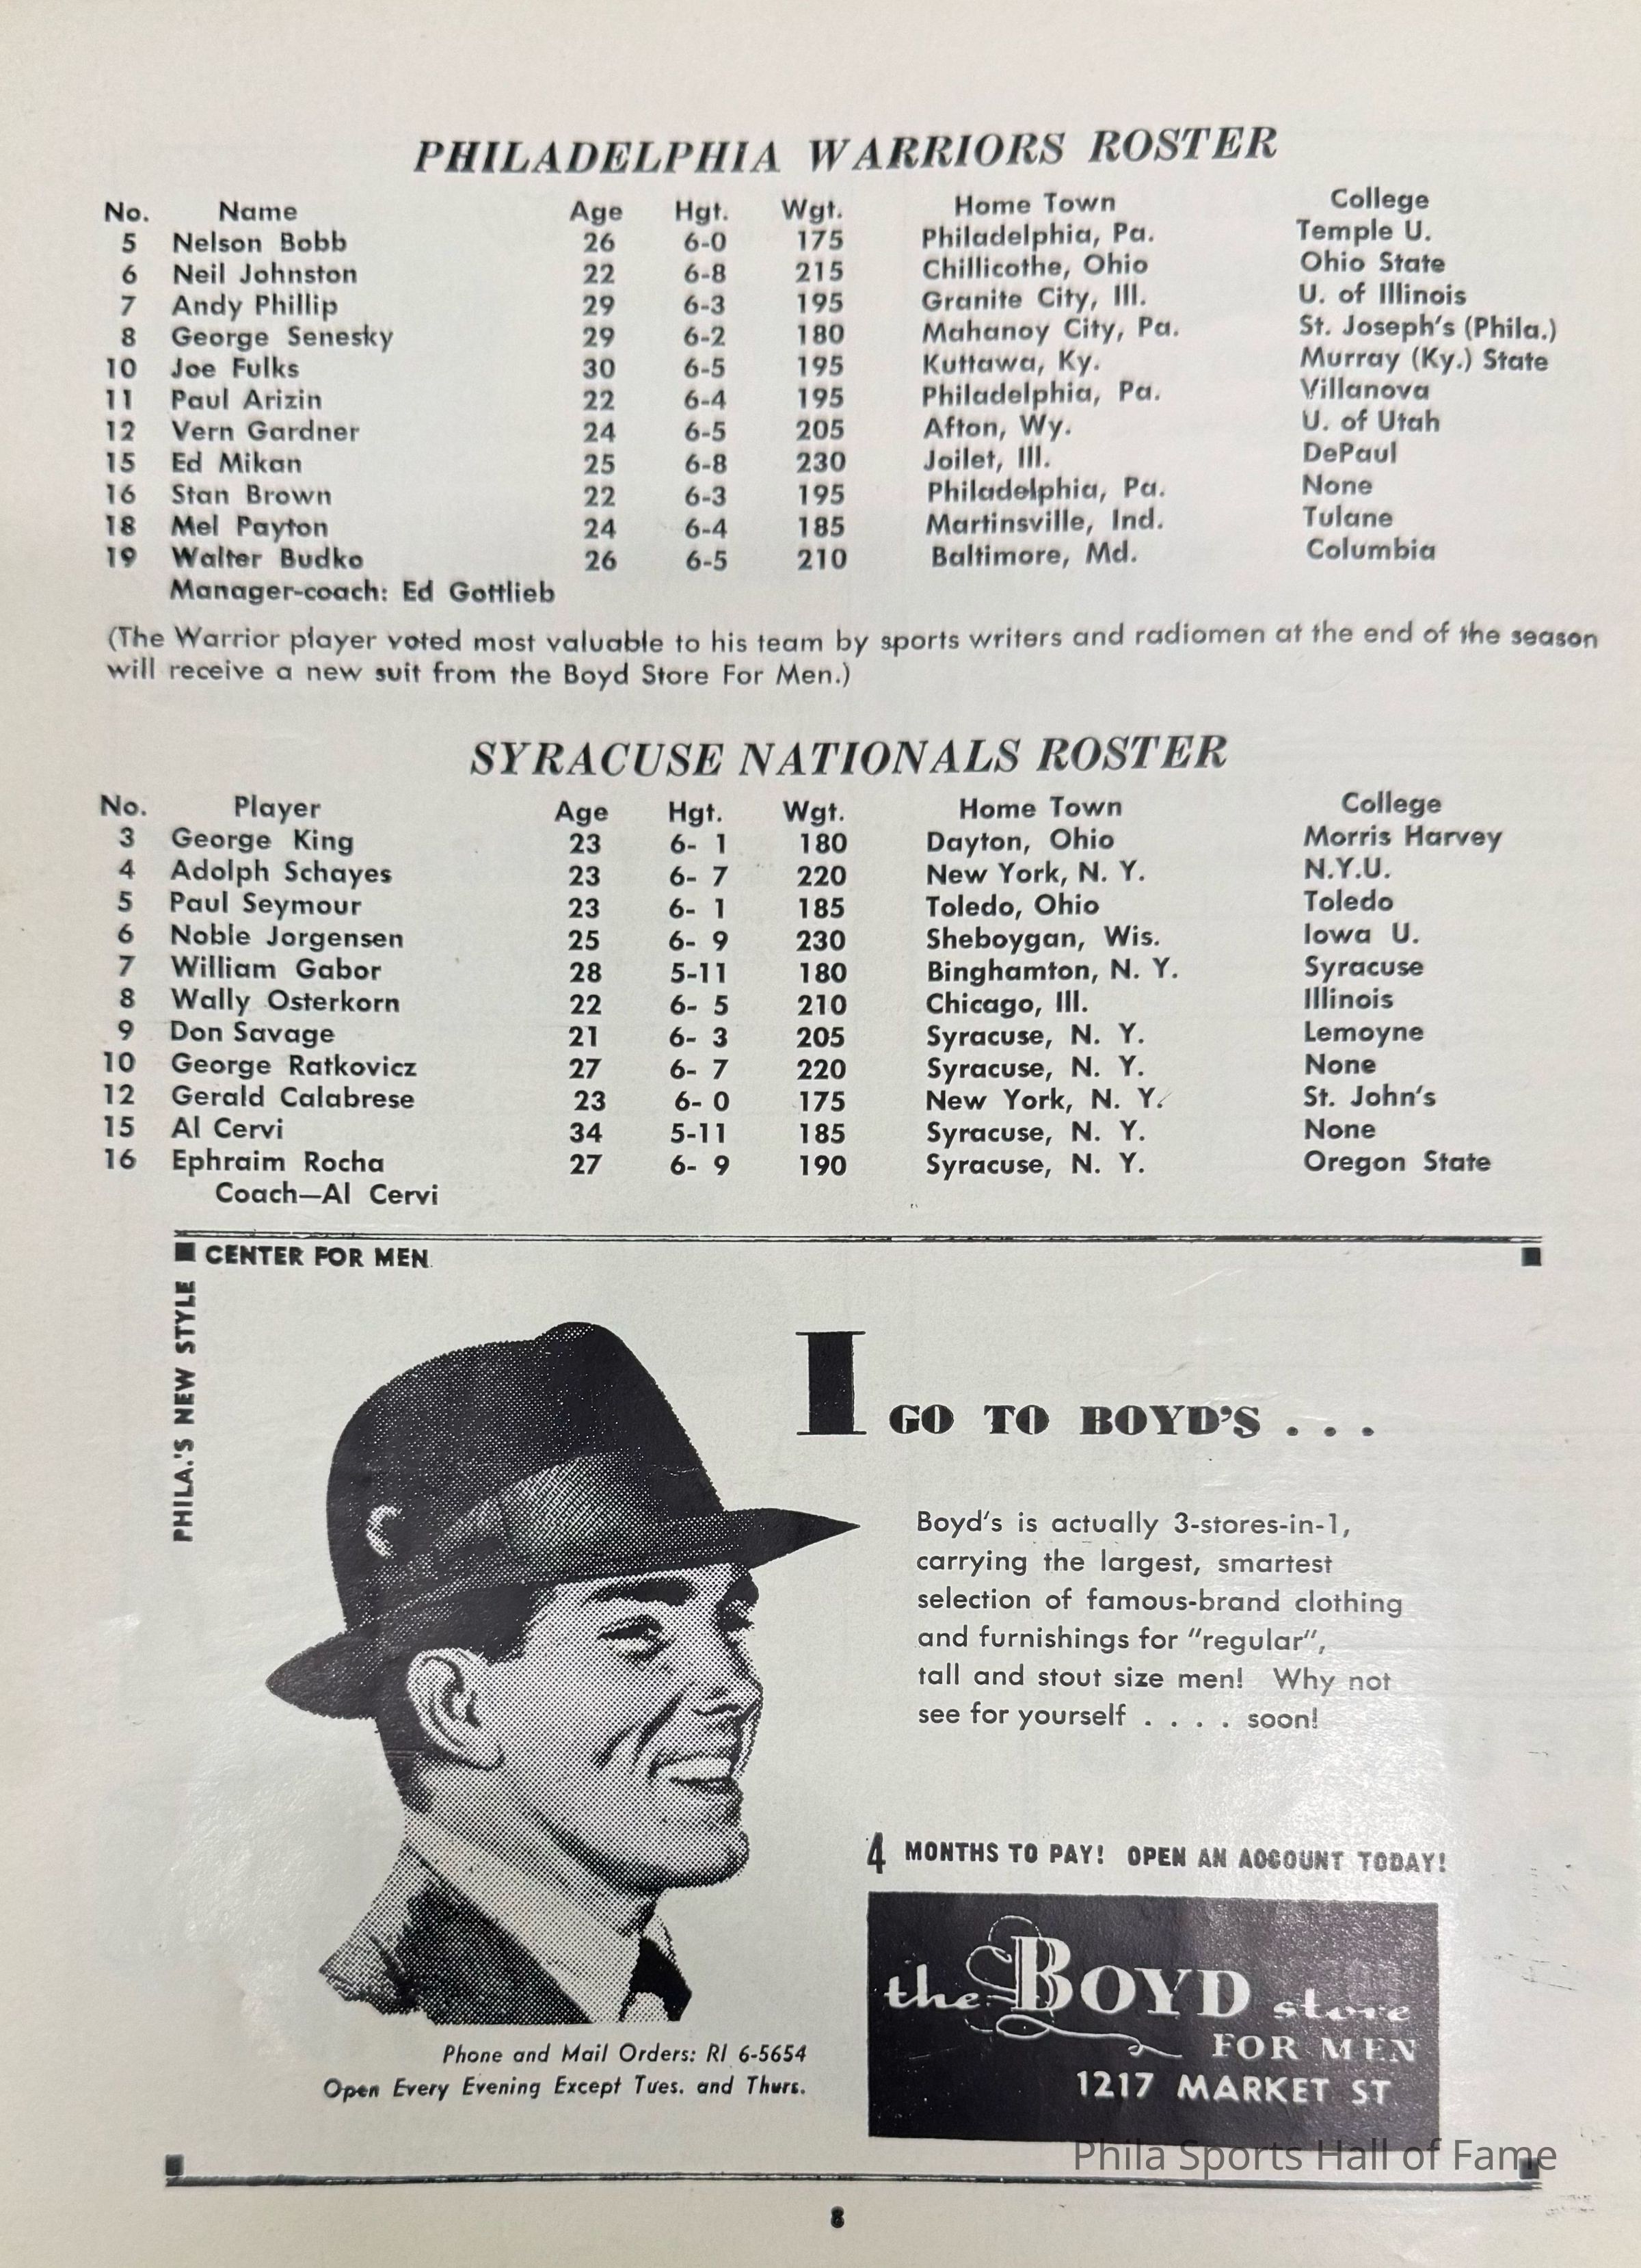 PHILADELPHIA WARRIORS ROSTER
No. Name Age Hgt. Wgt. Home Town College
5 Nelson Bobb 26 6-0 175 Philadelphia, Pa. Temple U.
6 Neil Johnston 22 6-8 215 Chillicothe, Ohio Ohio State
7 Andy Phillip 29 6-3 195 Granite City, Ill. U. of Illinois
8 George Senesky 29 6-2 180 Mahanoy City, Pa. St. Joseph's (Phila.)
10 Joe Fulks 30 6-5 195 Kuttawa, Ky. Murray (Ky.) State
11 Paul Arizin 22 6-4 195 Philadelphia, Pa. Villanova
12 Vern Gardner 24 6-5 205 Afton, Wy. U. of Utah
15 Ed Mikan 25 6-8 230 Joilet, Ill. DePaul
16 Stan Brown 22 6-3 195 Philadelphia, Pa. None
18 Mel Payton 24 6-4 185 Martinsville, Ind. Tulane
19 Walter Budko 26 6-5 210 Baltimore, Md. Columbia
Manager-coach: Ed Gottlieb
(The Warrior player voted most valuable to his team by sports writers and radiomen at the end of the season
will receive a new suit from the Boyd Store For Men.)
SYRACUSE NATIONALS ROSTER
No. Player Age Hgt. Wgt. Home Town College
3 George King 23 6- 1 180 Dayton, Ohio Morris Harvey
4 Adolph Schayes 23 6- 7 220 New York, N. Y. N.Y.U.
5 Paul Seymour 23 6- 1 185 Toledo, Ohio Toledo
6 Noble Jorgensen 25 6- 9 230 Sheboygan, Wis. Iowa U.
7 William Gabor 28 5-11 180 Binghamton, N. Y. Syracuse
8 Wally Osterkorn 22 6- 5 210 Chicago, Ill. Illinois
9 Don Savage 21 6- 3 205 Syracuse, N. Y. Lemoyne
10 George Ratkovicz 27 6- 7 220 Syracuse, N. Y. None
12 Gerald Calabrese 23 6- 0 175 New York, N. Y. St. John's
15 Al Cervi 34 5-11 185 Syracuse, N. Y. None
16 Ephraim Rocha 27 6- 9 190 Syracuse, N. Y. Oregon State
Coach—Al Cervi
PHILA.'S NEW STYLE
CENTER FOR MEN
I GO TO BOYD'S . . .
Boyd's is actually 3-stores-in-1,
carrying the largest, smartest
selection of famous-brand clothing
and furnishings for "regular",
tall and stout size men! Why not
see for yourself . . . . soon!
4 MONTHS TO PAY! OPEN AN ACCOUNT TODAY!
the BOYD store
FOR MEN
1217 MARKET ST
Phone and Mail Orders: RI 6-5654
Open Every Evening Except Tues. and Thurs.
Phila Sports Hall of Fame
8